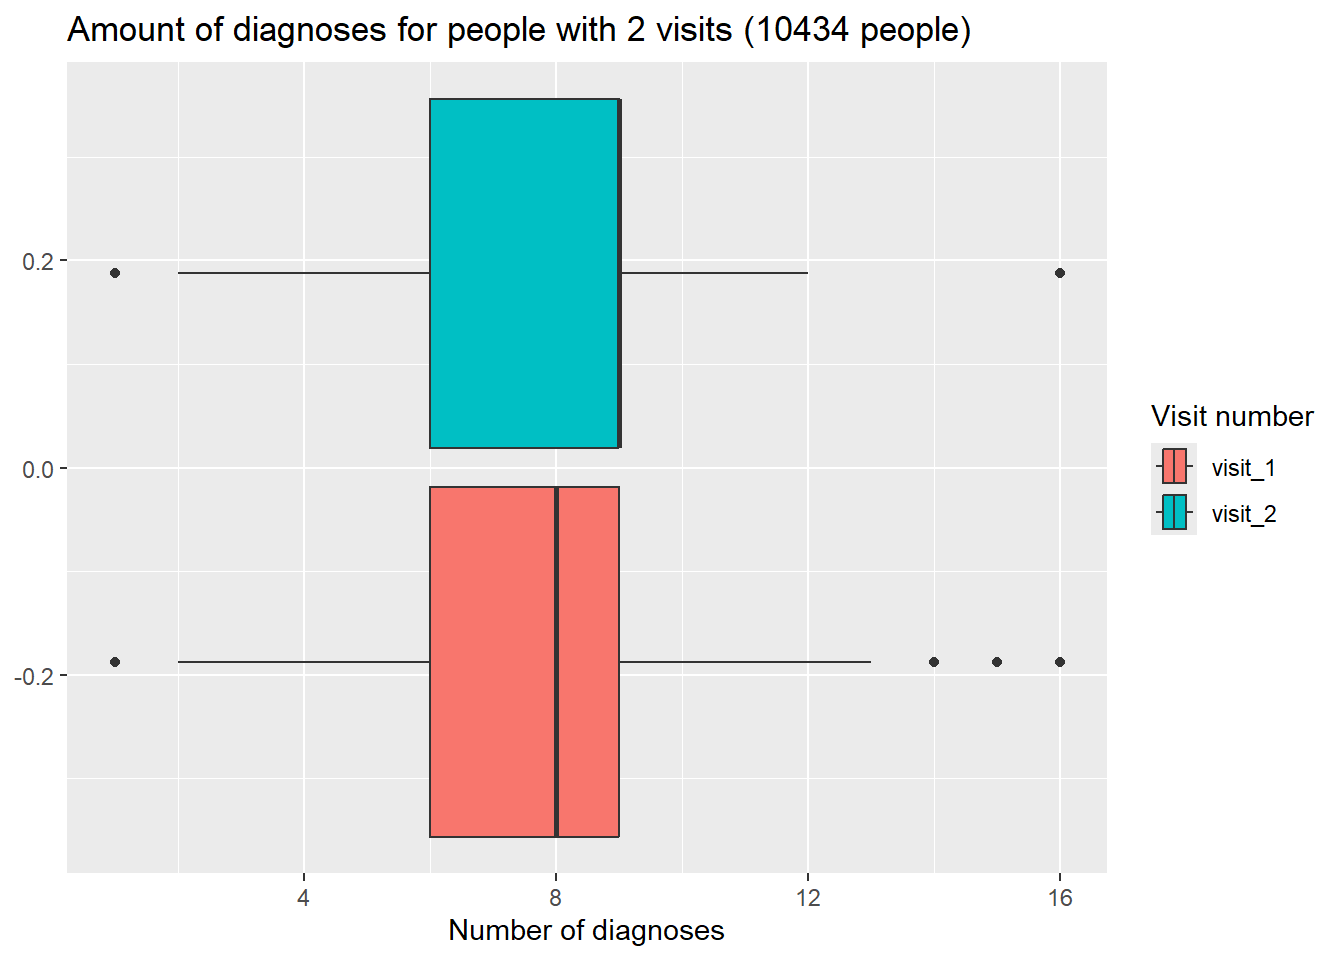 Amount of diagnoses for people with 2 visits (10434 people)
0.2
0.0
-0.2
4 8 12 16
Number of diagnoses
Visit number
visit_1
visit_2